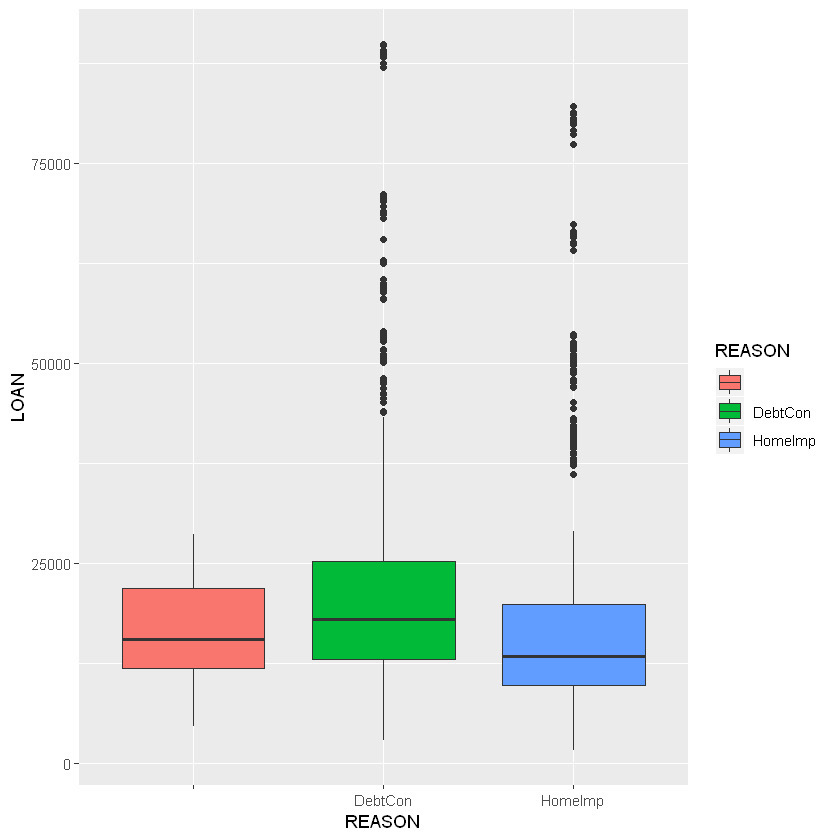 75000
50000
25000
0
LOAN
DebtCon HomeImp
REASON
REASON
DebtCon
HomeImp